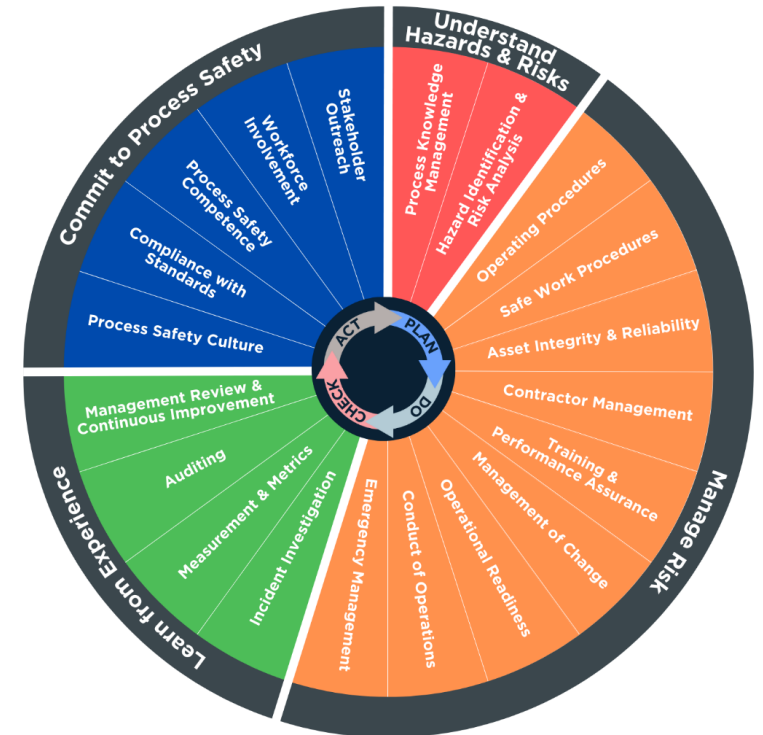 Understand
Hazards & Risks
Process Knowledge
Management
Hazard Identification &
Risk Analysis
Manage Risk
Operating Procedures
Safe Work Procedures
Asset Integrity & Reliability
Contractor Management
Training &
Performance Assurance
Management of Change
Operational Readiness
Conduct of Operations
Emergency Management
Learn from Experience
Incident Investigation
Measurement & Metrics
Auditing
Management Review &
Continuous Improvement
Commit to Process Safety
Process Safety Culture
Compliance with
Standards
Process Safety
Competence
Workforce
Involvement
Stakeholder
Outreach
PLAN
DO
CHECK
ACT